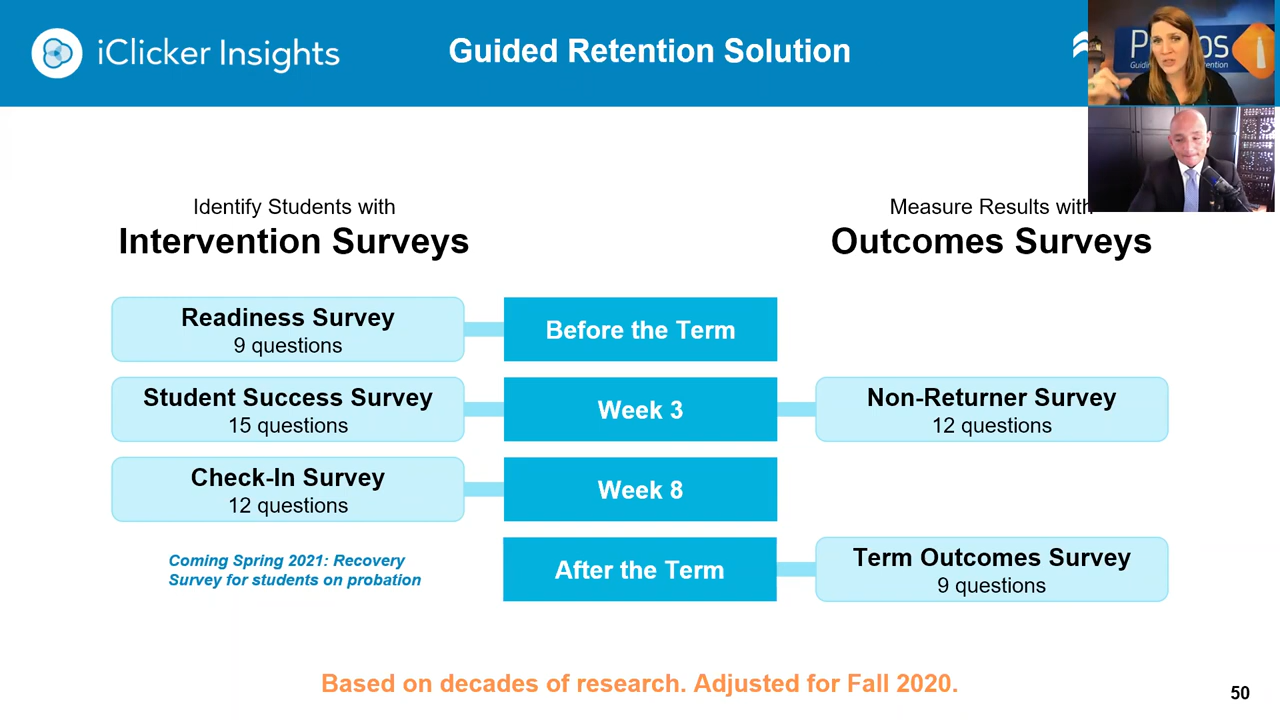 iClicker Insights
Guided Retention Solution
Identify Students with
Intervention Surveys
Measure Results with
Outcomes Surveys
Readiness Survey
9 questions
Before the Term
Student Success Survey
15 questions
Week 3
Non-Returner Survey
12 questions
Check-In Survey
12 questions
Week 8
Coming Spring 2021: Recovery
Survey for students on probation
After the Term
Term Outcomes Survey
9 questions
Based on decades of research. Adjusted for Fall 2020.
50